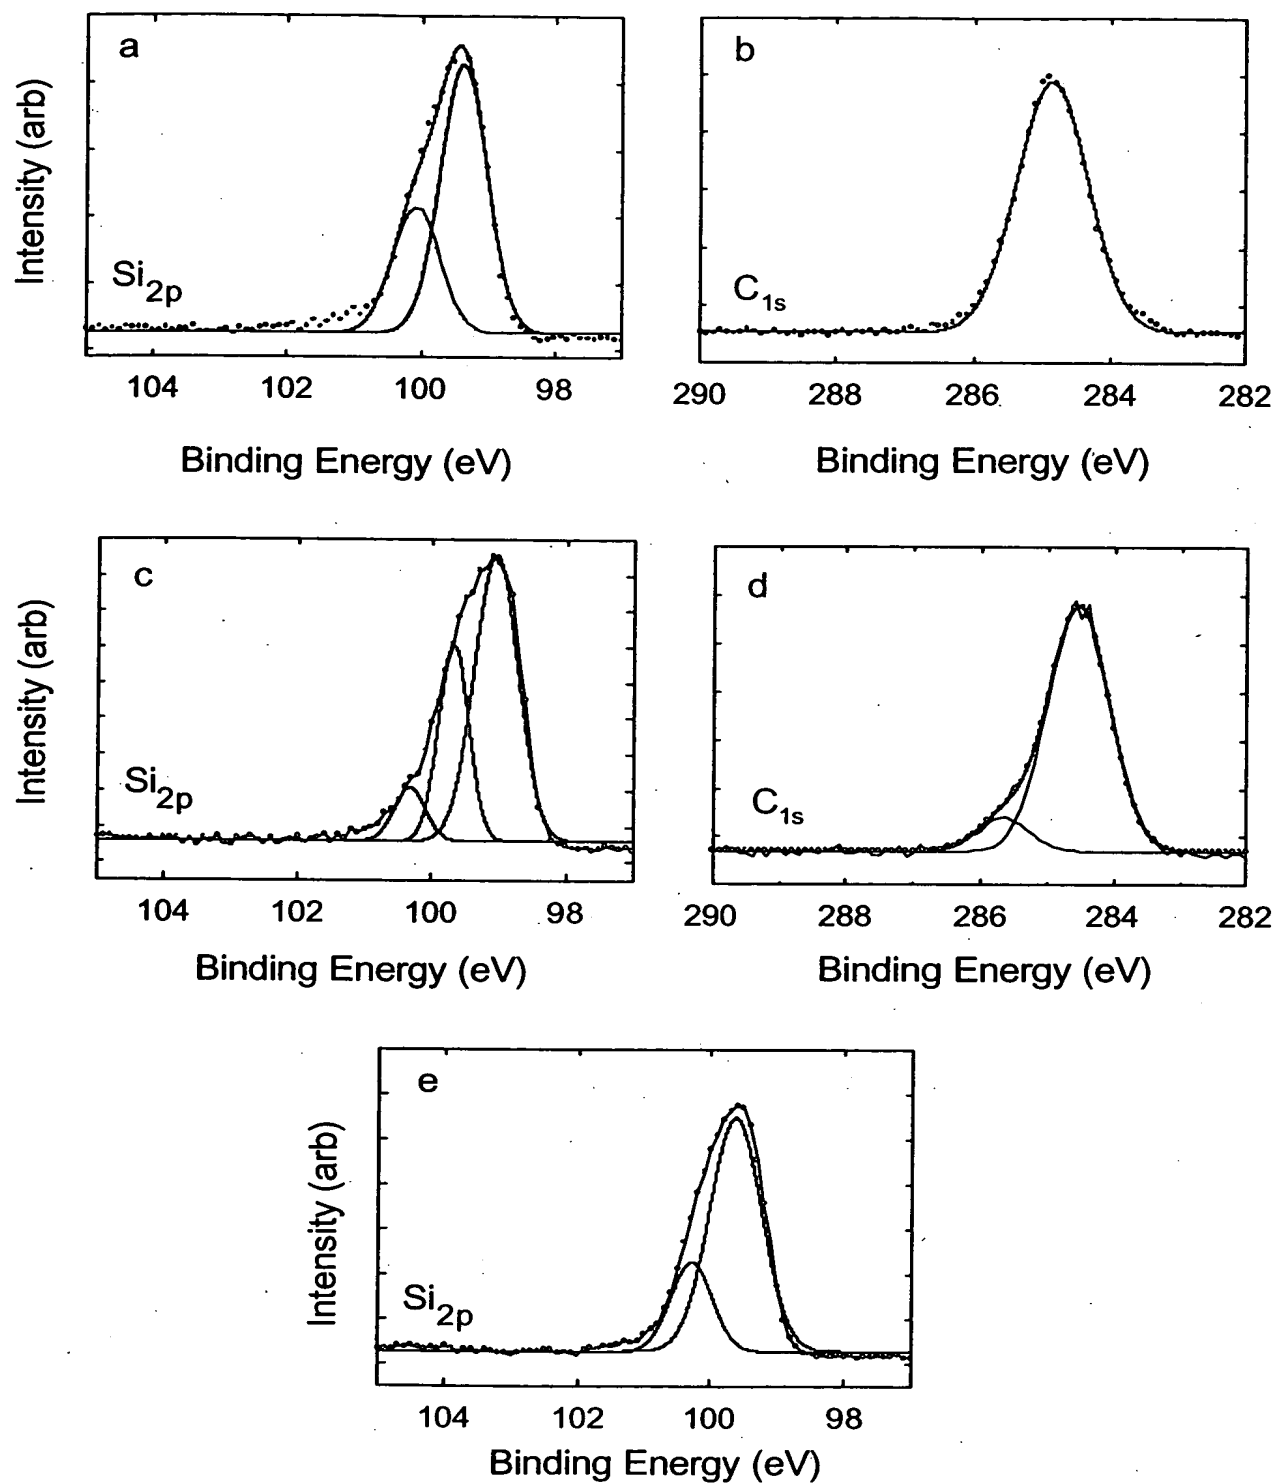 a
Intensity (arb)
Si2p
104 102 100 98
Binding Energy (eV)
b
C1s
290 288 286 284 282
Binding Energy (eV)
c
Intensity (arb)
Si2p
104 102 100 98
Binding Energy (eV)
d
C1s
290 288 286 284 282
Binding Energy (eV)
e
Intensity (arb)
Si2p
104 102 100 98
Binding Energy (eV)